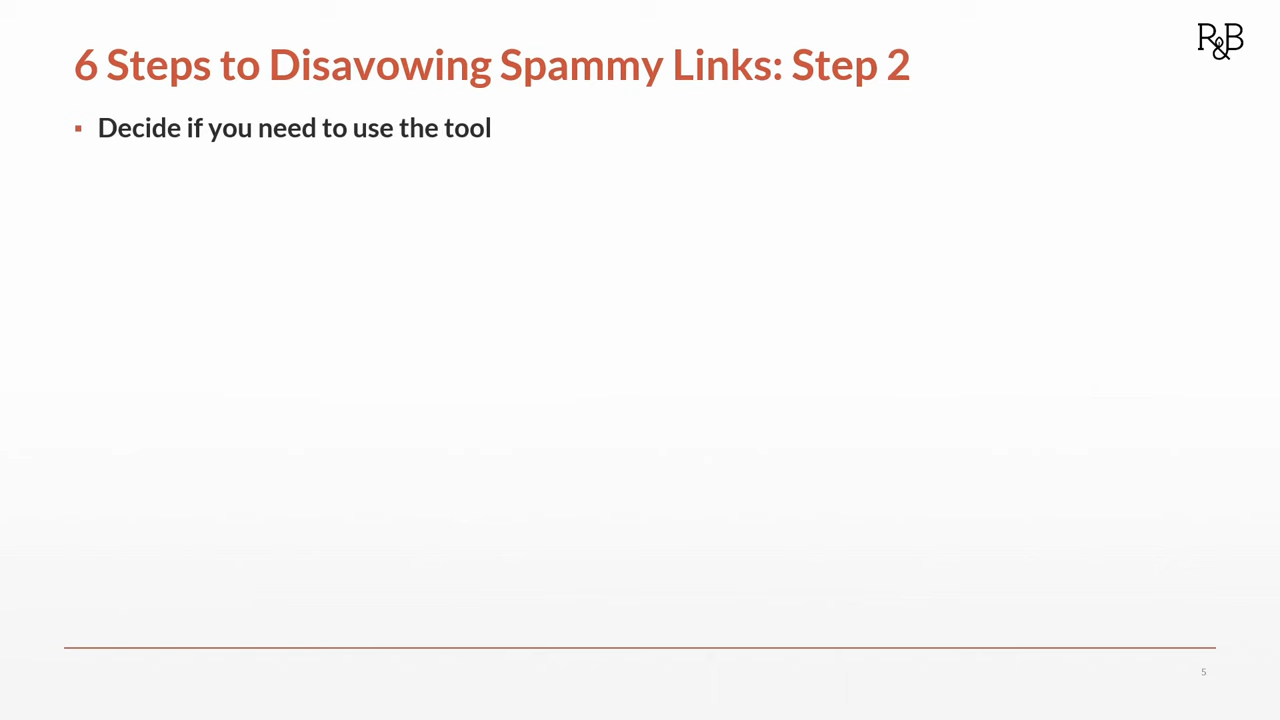 R&B
6 Steps to Disavowing Spammy Links: Step 2
▪ Decide if you need to use the tool
5